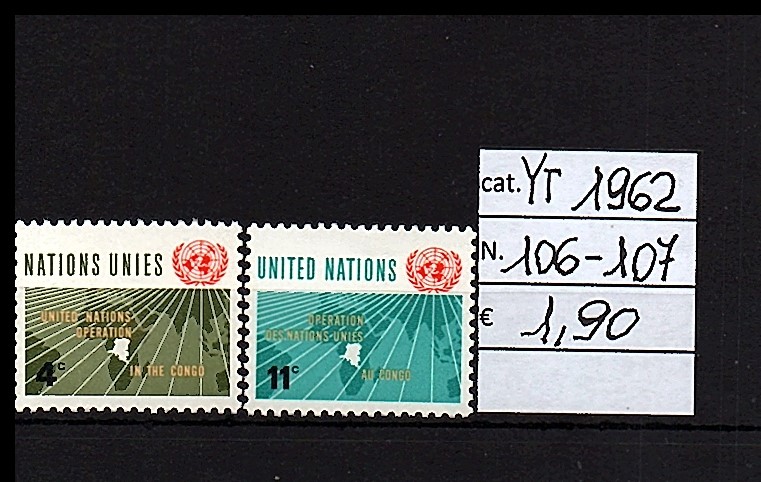 NATIONS UNIES
UNITED NATIONS
OPERATION
IN THE CONGO
4c
UNITED NATIONS
OPERATION
DES NATIONS UNIES
AU CONGO
11c
cat. YT 1962
N. 106-107
€ 1,90